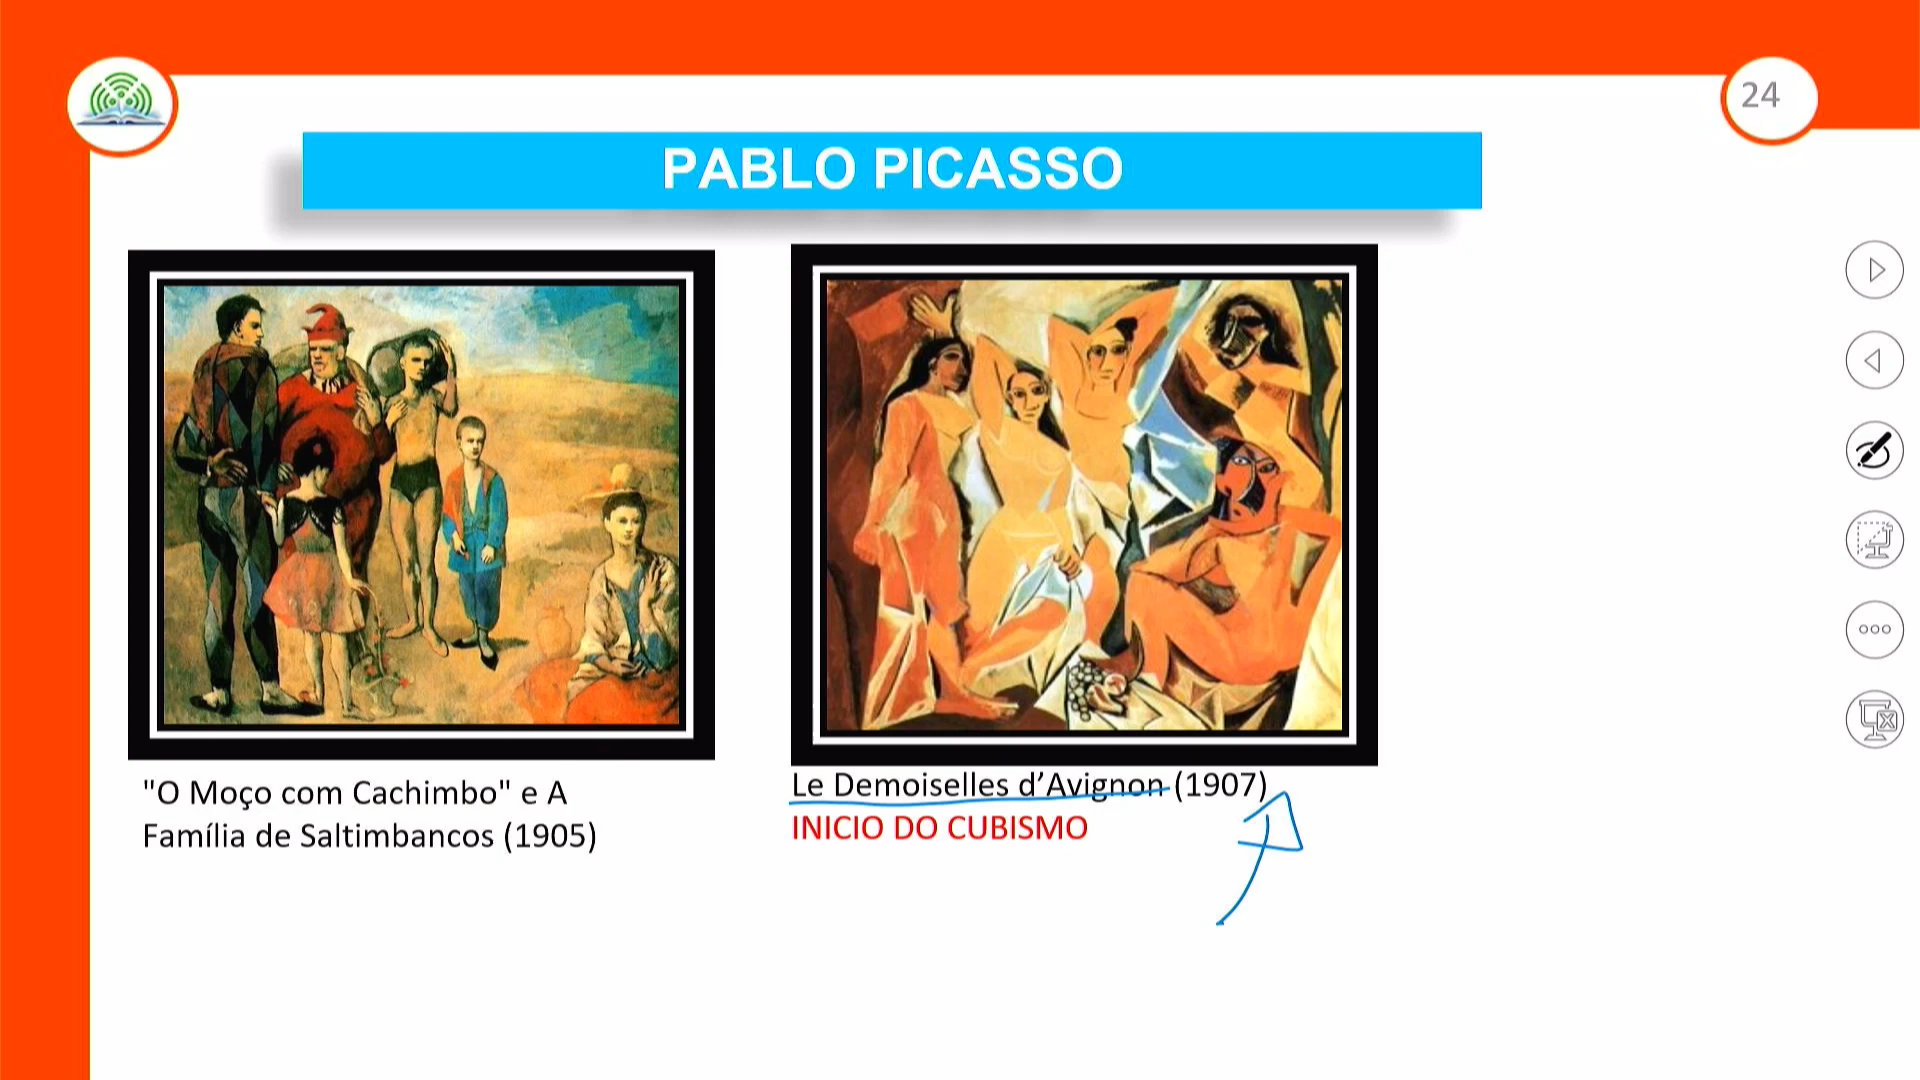 24
PABLO PICASSO
"O Moço com Cachimbo" e A
Família de Saltimbancos (1905)
Le Demoiselles d’Avignon (1907)
INICIO DO CUBISMO